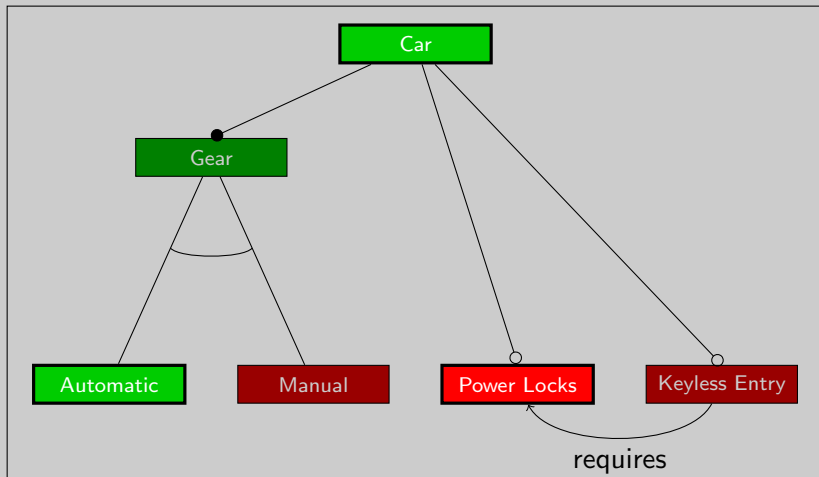 Car
Gear
Automatic
Manual
Power Locks
Keyless Entry
requires